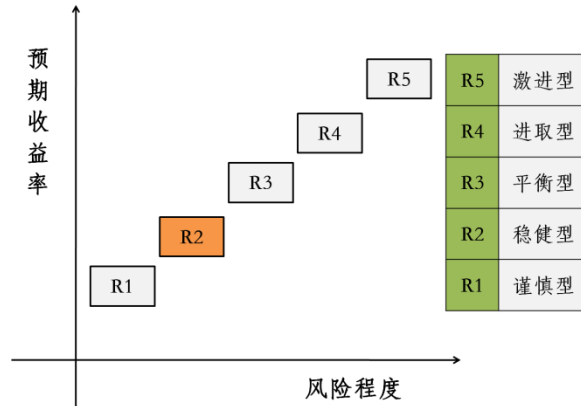 预期收益率
R5
R4
R3
R2
R1
风险程度
R5 激进型
R4 进取型
R3 平衡型
R2 稳健型
R1 谨慎型